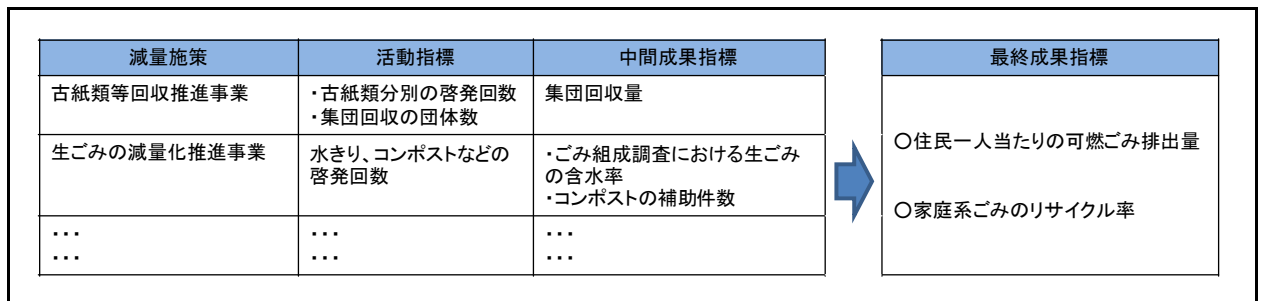 減量施策
活動指標
中間成果指標
最終成果指標
古紙類等回収推進事業
・古紙類分別の啓発回数
・集団回収の団体数
集団回収量
生ごみの減量化推進事業
水きり、コンポストなどの
啓発回数
・ごみ組成調査における生ごみ
の含水率
・コンポストの補助件数
・・・
・・・
・・・
・・・
・・・
・・・
〇住民一人当たりの可燃ごみ排出量
〇家庭系ごみのリサイクル率